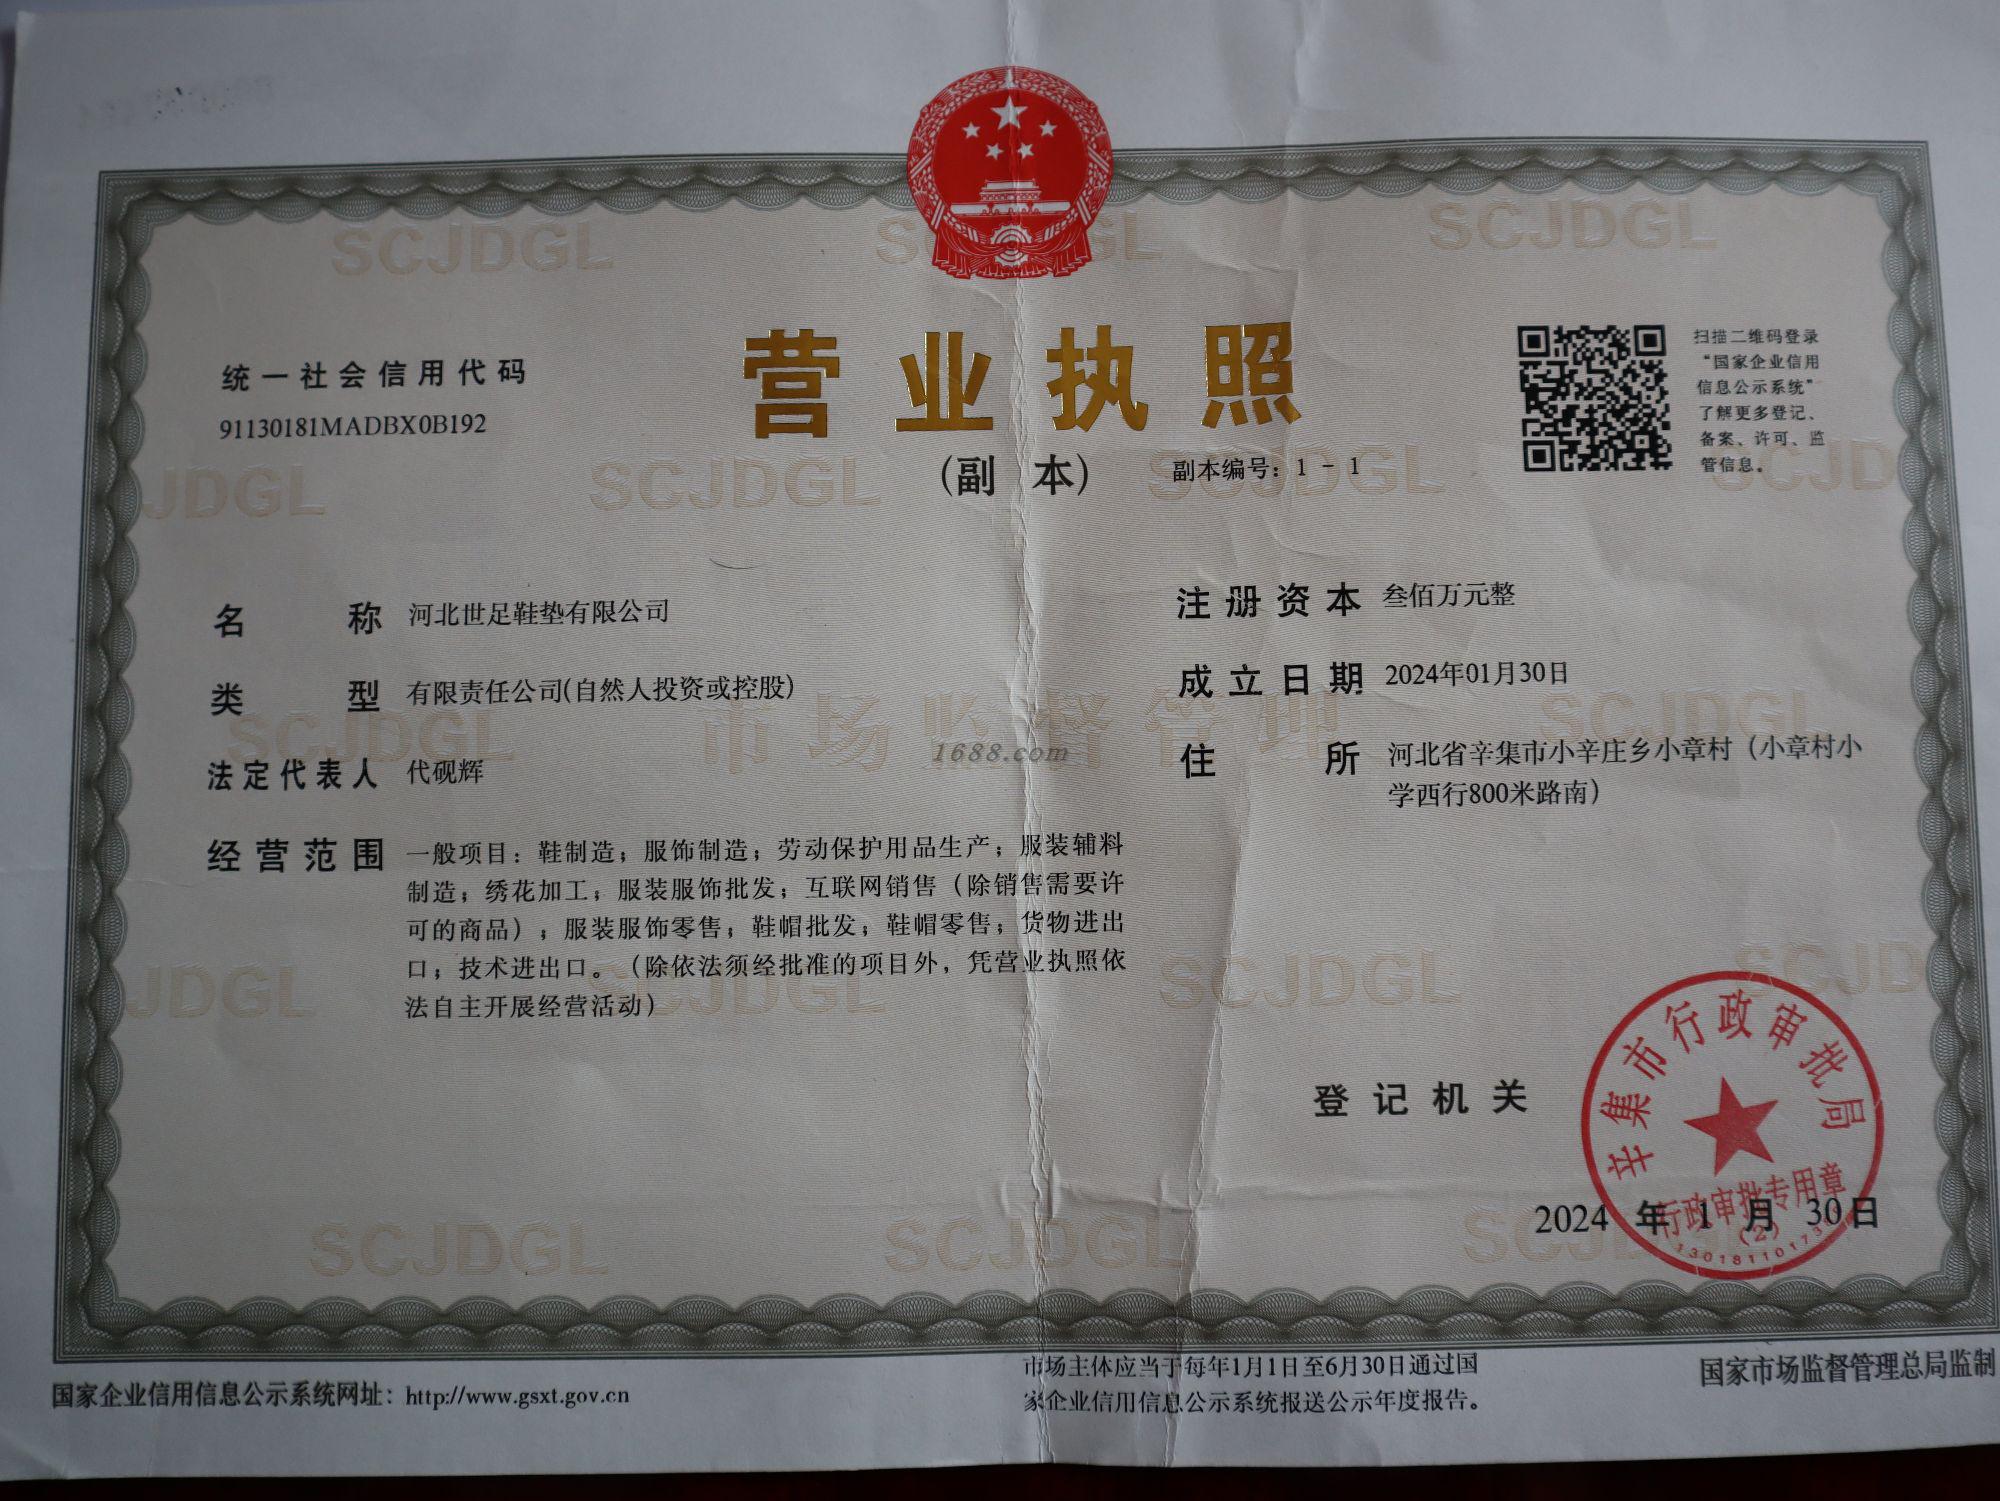 统一社会信用代码
91130181MADBX0B192
营业执照
(副 本)
副本编号：1 - 1
扫描二维码登录
“国家企业信用
信息公示系统”
了解更多登记、
备案、许可、监
管信息。
名 称 河北世足鞋垫有限公司
类 型 有限责任公司(自然人投资或控股)
法定代表人 代砚辉
经营范围 一般项目：鞋制造；服饰制造；劳动保护用品生产；服装辅料
制造；绣花加工；服装服饰批发；互联网销售（除销售需要许
可的商品）；服装服饰零售；鞋帽批发；鞋帽零售；货物进出
口；技术进出口。（除依法须经批准的项目外，凭营业执照依
法自主开展经营活动）
注册资本 叁佰万元整
成立日期 2024年01月30日
住 所 河北省辛集市小辛庄乡小章村（小章村小
学西行800米路南）
SCJDGL
市场监督管理
1688.com
登记机关
辛集市行政审批局
行政审批专用章
(2)
2024 年 1 月 30日
国家企业信用信息公示系统网址：http://www.gsxt.gov.cn
市场主体应当于每年1月1日至6月30日通过国
家企业信用信息公示系统报送公示年度报告。
国家市场监督管理总局监制